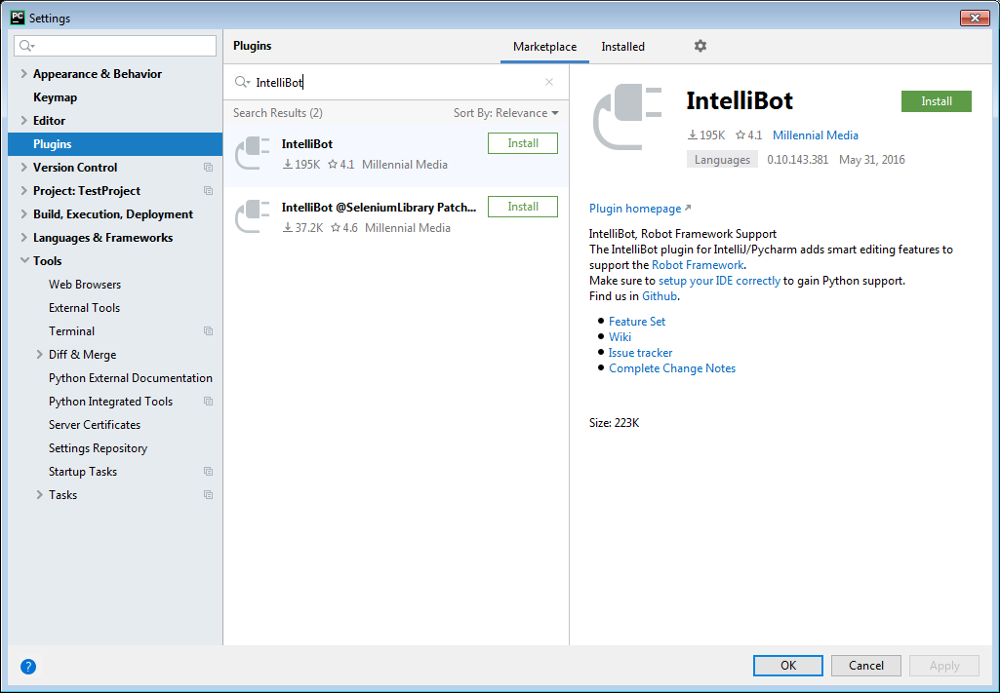 PC Settings
Appearance & Behavior
Keymap
Editor
Plugins
Version Control
Project: TestProject
Build, Execution, Deployment
Languages & Frameworks
Tools
Web Browsers
External Tools
Terminal
Diff & Merge
Python External Documentation
Python Integrated Tools
Server Certificates
Settings Repository
Startup Tasks
Tasks
Plugins
Marketplace Installed
IntelliBot
Search Results (2) Sort By: Relevance
IntelliBot Install
195K 4.1 Millennial Media
IntelliBot @SeleniumLibrary Patch... Install
37.2K 4.6 Millennial Media
IntelliBot Install
195K 4.1 Millennial Media
Languages 0.10.143.381 May 31, 2016
Plugin homepage
IntelliBot, Robot Framework Support
The IntelliBot plugin for IntelliJ/Pycharm adds smart editing features to
support the Robot Framework.
Make sure to setup your IDE correctly to gain Python support.
Find us in Github.
Feature Set
Wiki
Issue tracker
Complete Change Notes
Size: 223K
?
OK Cancel Apply